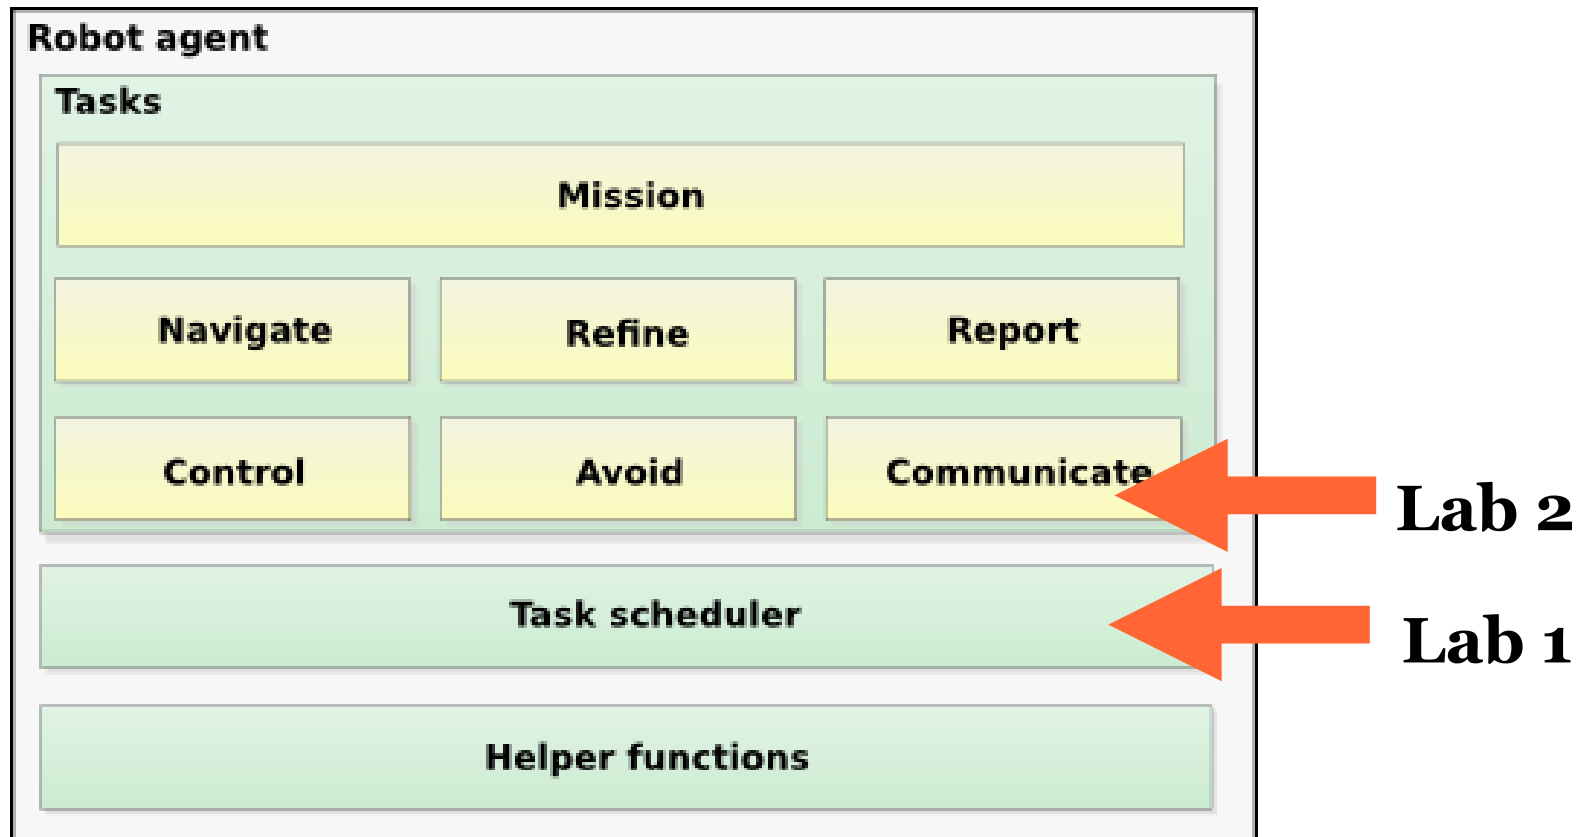 Robot agent
Tasks
Mission
Navigate
Refine
Report
Control
Avoid
Communicate
Lab 2
Task scheduler
Lab 1
Helper functions